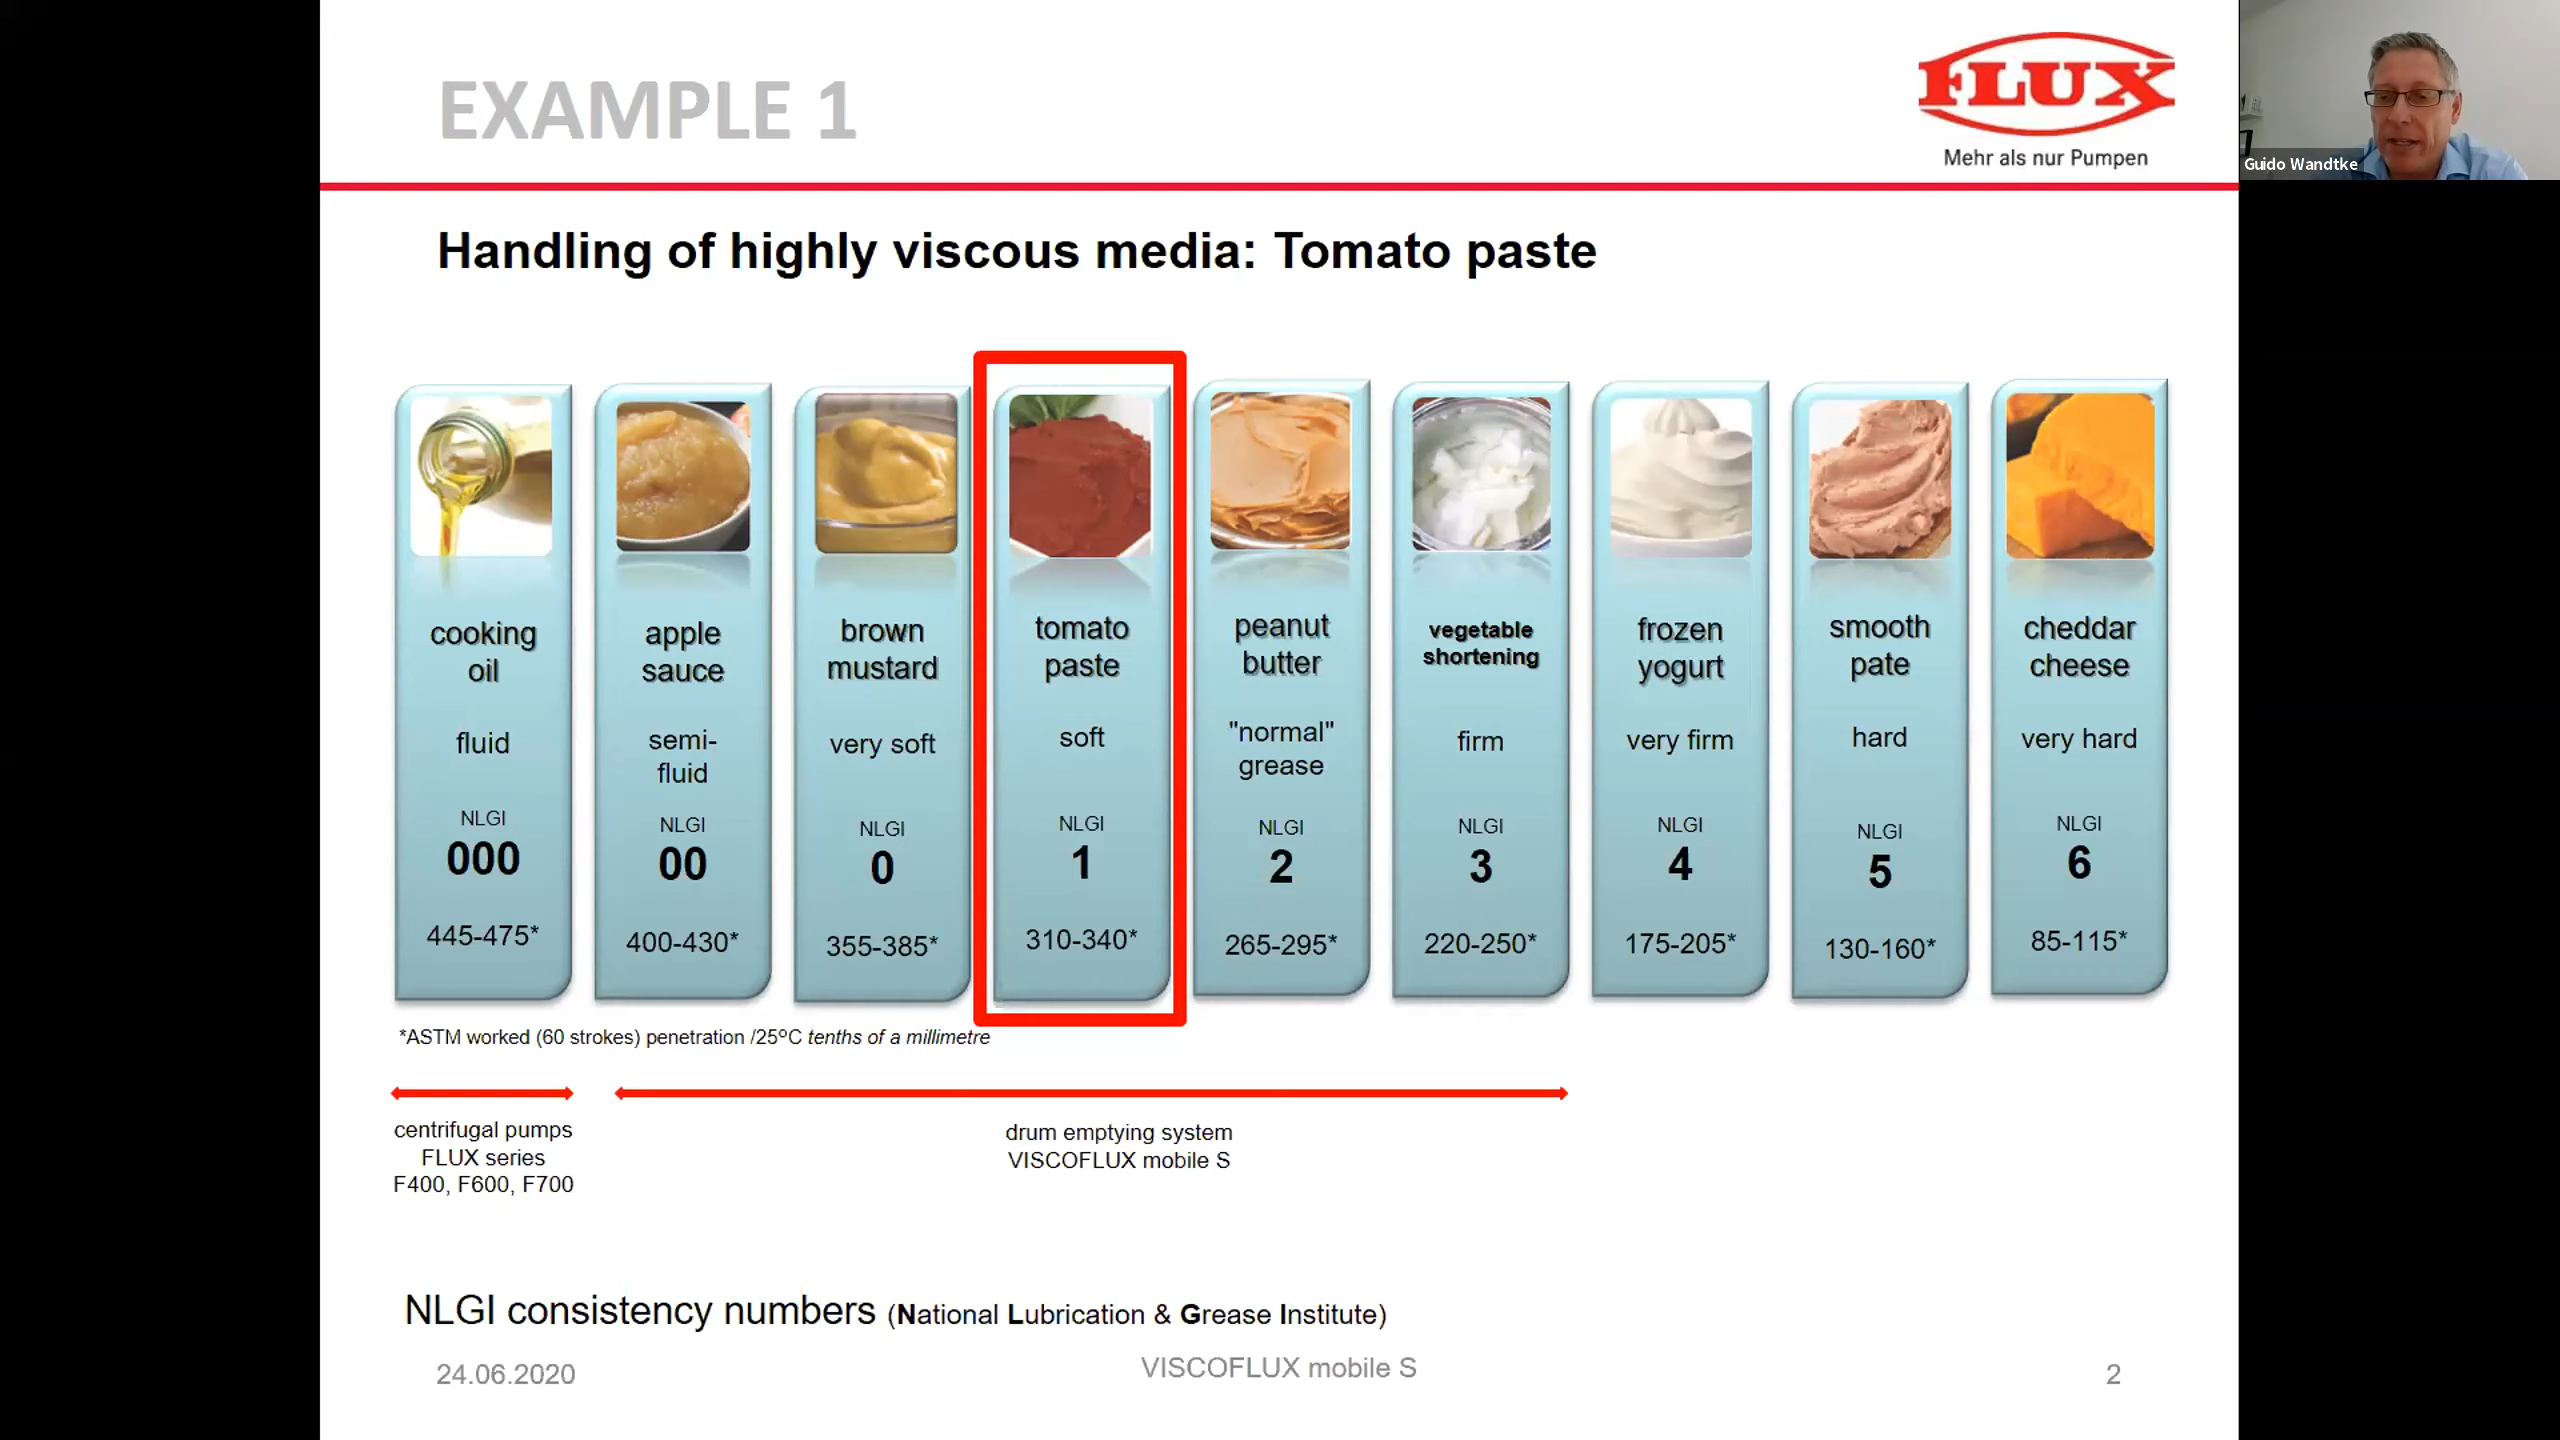 EXAMPLE 1
FLUX
Mehr als nur Pumpen
Guido Wandtke
Handling of highly viscous media: Tomato paste
cooking
oil
fluid
NLGI
000
445-475*
apple
sauce
semi-
fluid
NLGI
00
400-430*
brown
mustard
very soft
NLGI
0
355-385*
tomato
paste
soft
NLGI
1
310-340*
peanut
butter
"normal"
grease
NLGI
2
265-295*
vegetable
shortening
firm
NLGI
3
220-250*
frozen
yogurt
very firm
NLGI
4
175-205*
smooth
pate
hard
NLGI
5
130-160*
cheddar
cheese
very hard
NLGI
6
85-115*
*ASTM worked (60 strokes) penetration /25ºC tenths of a millimetre
centrifugal pumps
FLUX series
F400, F600, F700
drum emptying system
VISCOFLUX mobile S
NLGI consistency numbers (National Lubrication & Grease Institute)
24.06.2020
VISCOFLUX mobile S
2